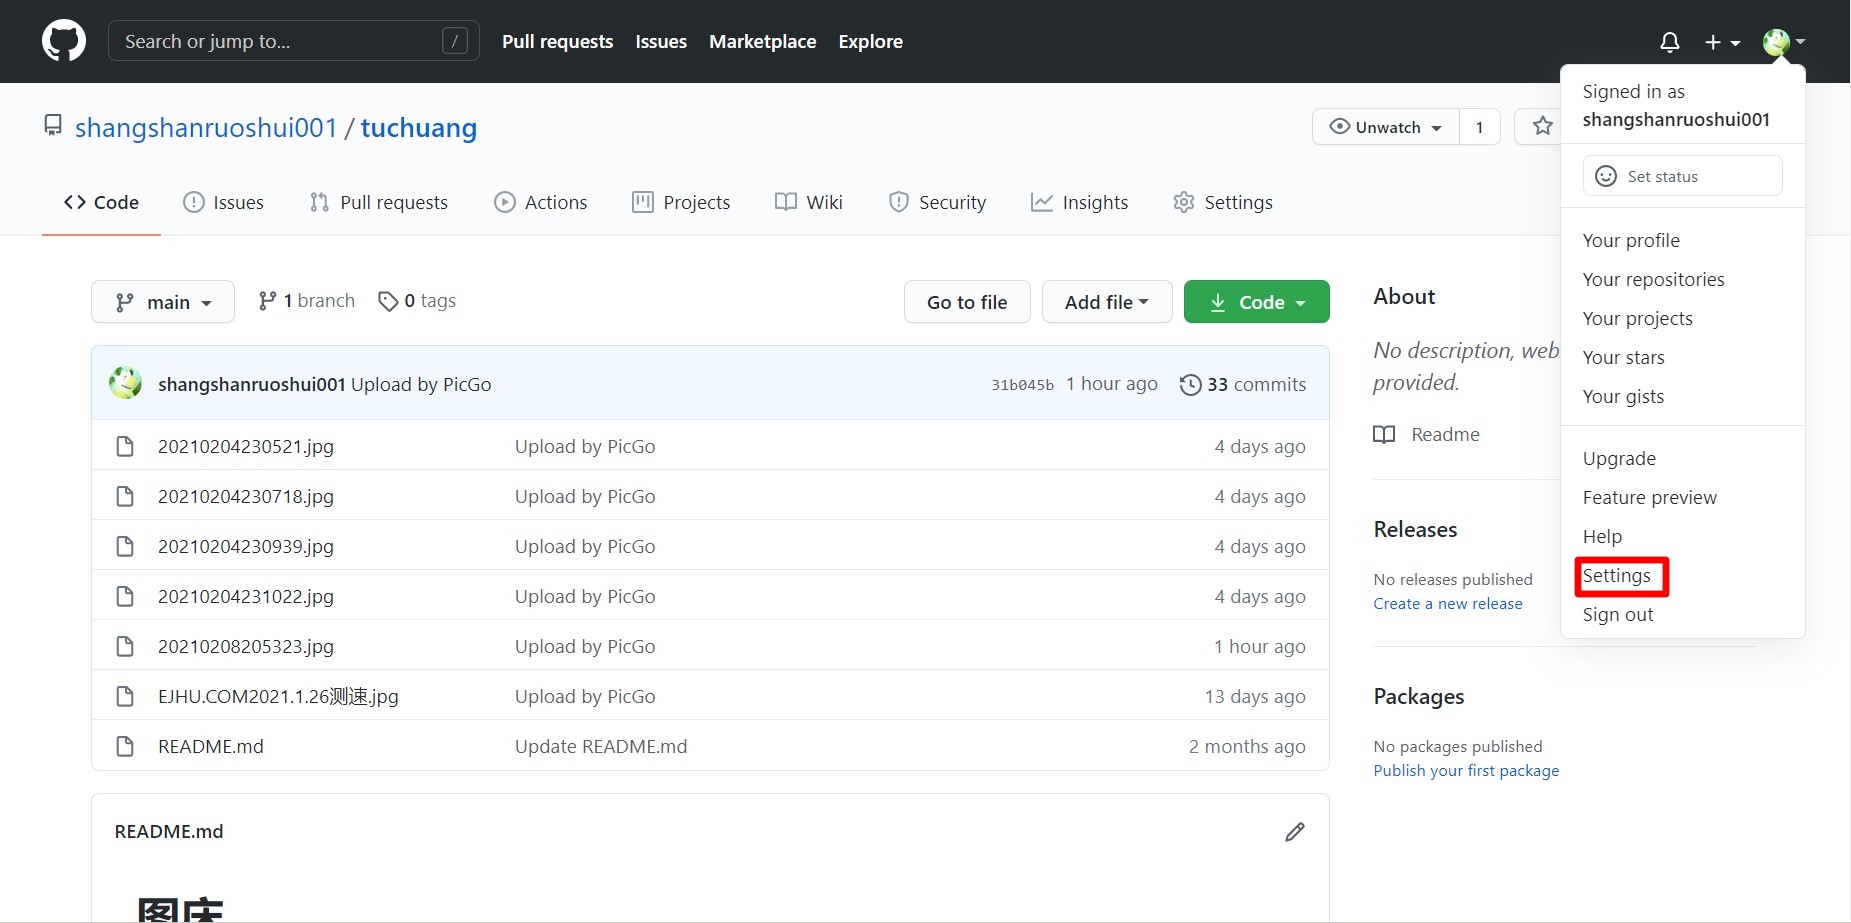 Search or jump to...
/
Pull requests
Issues
Marketplace
Explore
Signed in as
shangshanruoshui001
Set status
Your profile
Your repositories
Your projects
Your stars
Your gists
Upgrade
Feature preview
Help
Settings
Sign out
shangshanruoshui001 / tuchuang
Unwatch
1
Code
Issues
Pull requests
Actions
Projects
Wiki
Security
Insights
Settings
main
1 branch
0 tags
Go to file
Add file
Code
shangshanruoshui001 Upload by PicGo 31b045b 1 hour ago 33 commits
20210204230521.jpg Upload by PicGo 4 days ago
20210204230718.jpg Upload by PicGo 4 days ago
20210204230939.jpg Upload by PicGo 4 days ago
20210204231022.jpg Upload by PicGo 4 days ago
20210208205323.jpg Upload by PicGo 1 hour ago
EJHU.COM2021.1.26测速.jpg Upload by PicGo 13 days ago
README.md Update README.md 2 months ago
README.md
图床
About
No description, web
provided.
Readme
Releases
No releases published
Create a new release
Packages
No packages published
Publish your first package